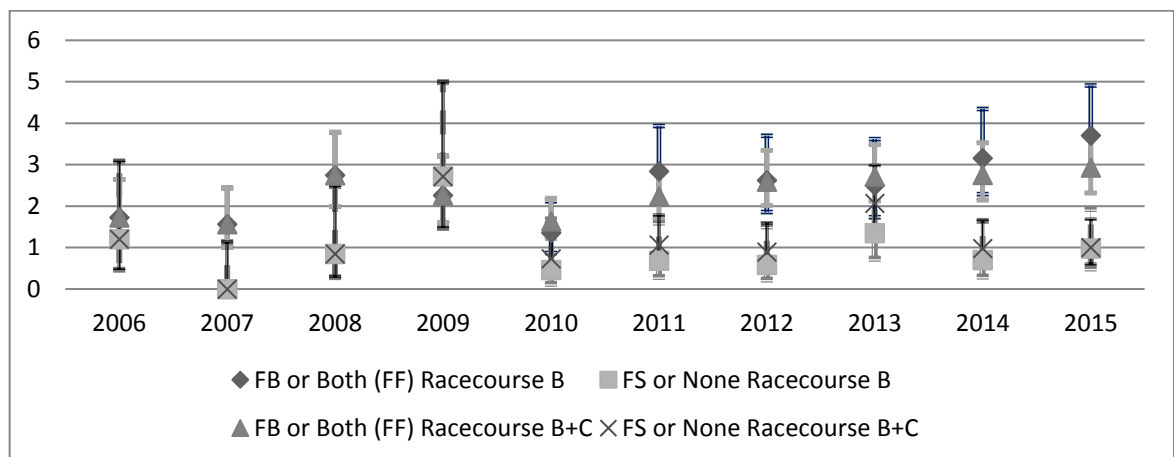 6
5
4
3
2
1
0
2006 2007 2008 2009 2010 2011 2012 2013 2014 2015
FB or Both (FF) Racecourse B FS or None Racecourse B
FB or Both (FF) Racecourse B+C FS or None Racecourse B+C